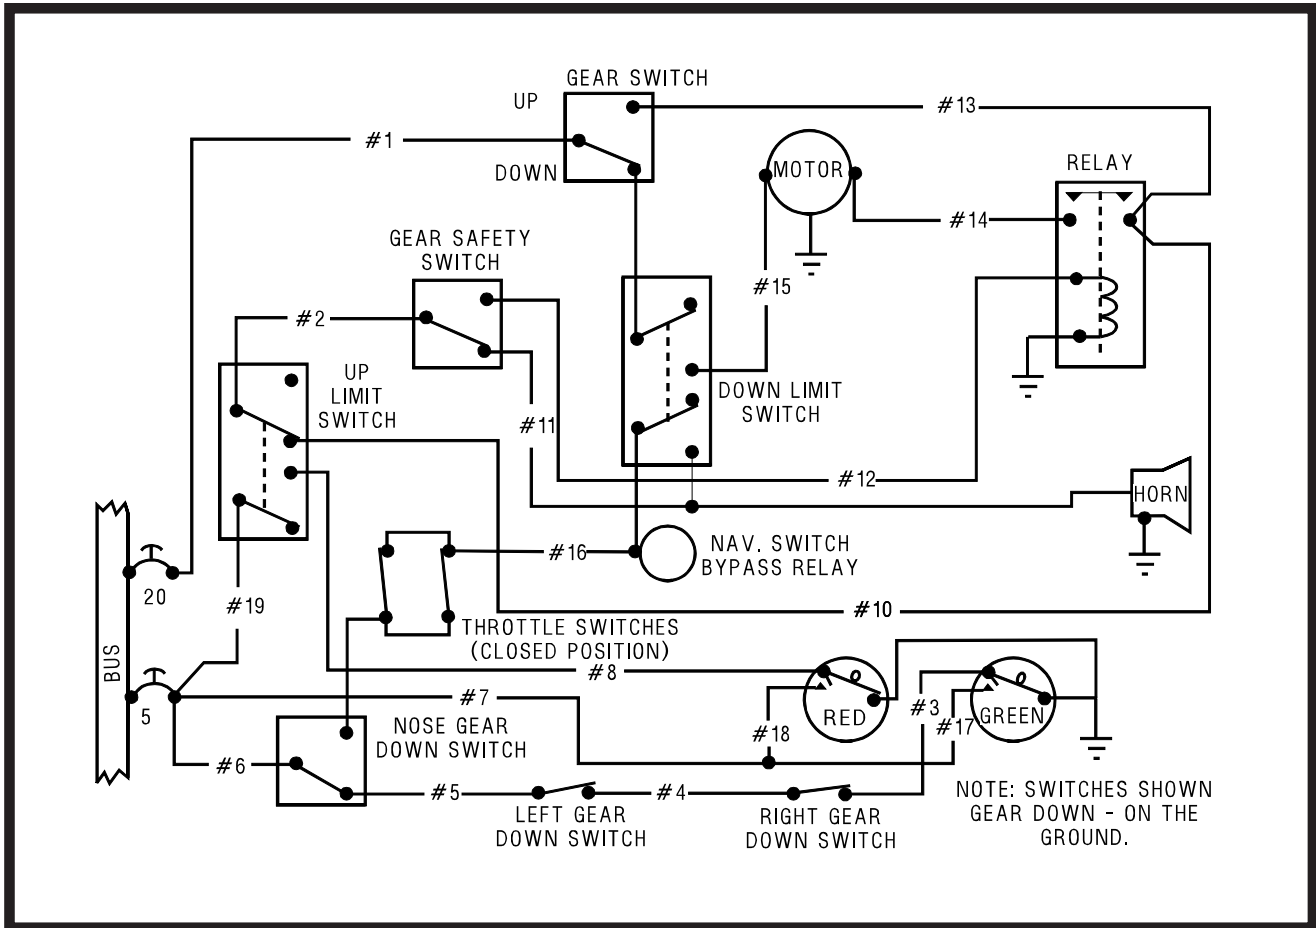 GEAR SWITCH
UP
#13
#1
DOWN
MOTOR
RELAY
#14
GEAR SAFETY
SWITCH
#15
#2
UP
LIMIT
SWITCH
DOWN LIMIT
SWITCH
#11
#12
HORN
20
#19
#16
NAV. SWITCH
BYPASS RELAY
#10
THROTTLE SWITCHES
(CLOSED POSITION)
BUS
#8
5
#7
RED
#3
GREEN
#17
#18
NOSE GEAR
DOWN SWITCH
#6
#5
#4
LEFT GEAR
DOWN SWITCH
RIGHT GEAR
DOWN SWITCH
NOTE: SWITCHES SHOWN
GEAR DOWN - ON THE
GROUND.